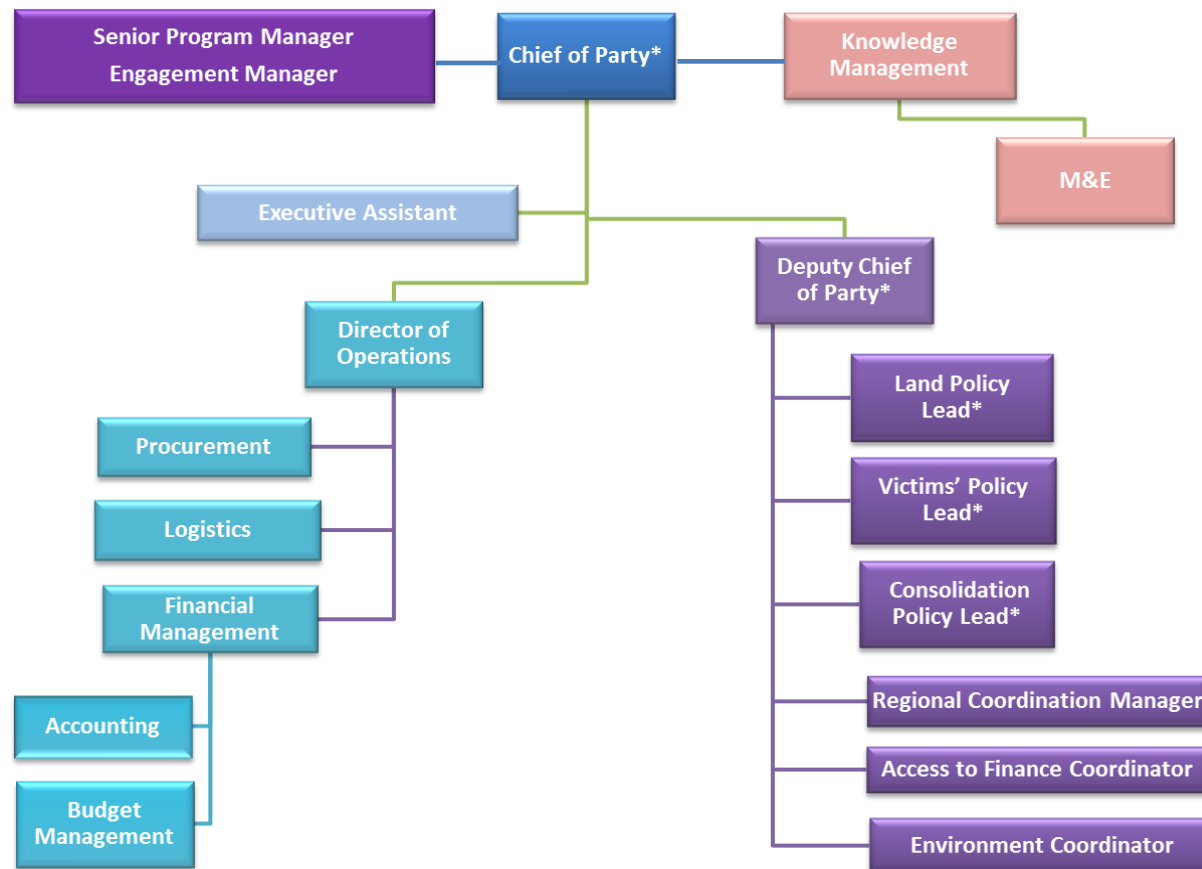 Senior Program Manager
Engagement Manager
Chief of Party*
Knowledge
Management
M&E
Executive Assistant
Deputy Chief
of Party*
Director of
Operations
Land Policy
Lead*
Procurement
Victims’ Policy
Lead*
Logistics
Consolidation
Policy Lead*
Financial
Management
Regional Coordination Manager
Accounting
Access to Finance Coordinator
Budget
Management
Environment Coordinator